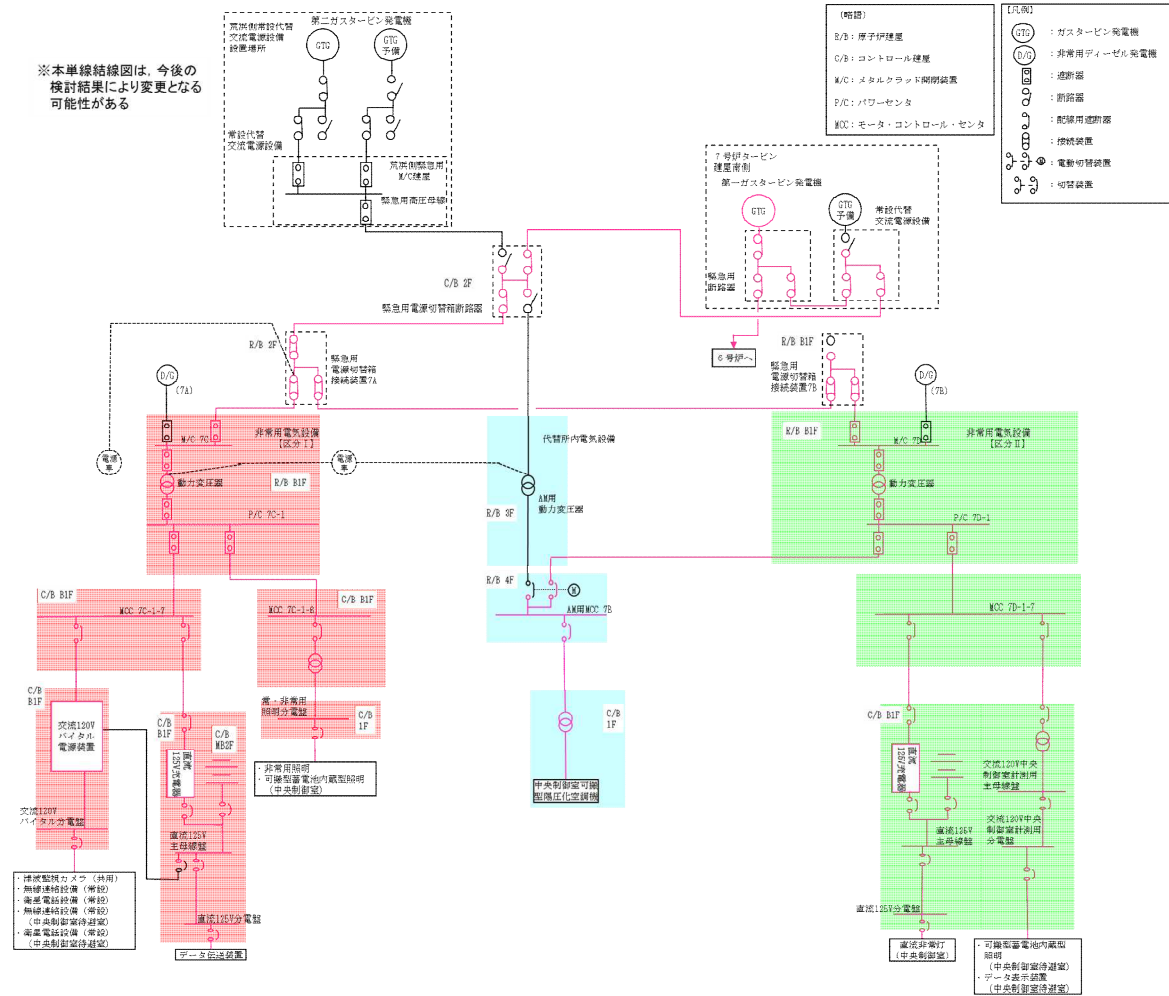 ※本単線結線図は，今後の
検討結果により変更となる
可能性がある
荒浜側常設代替
交流電源設備
設置場所
第二ガスタービン発電機
GTG
GTG
予備
常設代替
交流電源設備
荒浜側緊急用
M/C建屋
緊急用高圧母線
(略語)
R/B：原子炉建屋
C/B：コントロール建屋
M/C：メタルクラッド開閉装置
P/C：パワーセンタ
MCC：モータ・コントロール・センタ
【凡例】
GTG ：ガスタービン発電機
D/G ：非常用ディーゼル発電機
：遮断器
：断路器
：配線用遮断器
：接続装置
M ：電動切替装置
：切替装置
7号炉タービン
建屋南側
第一ガスタービン発電機
GTG
GTG
予備
常設代替
交流電源設備
緊急用
断路器
6号炉へ
C/B 2F
緊急用電源切替箱断路器
R/B 2F
緊急用
電源切替箱
接続装置7A
R/B B1F
緊急用
電源切替箱
接続装置7B
D/G
(7A)
D/G
(7B)
電源
車
電源
車
M/C 7C
非常用電気設備
【区分Ⅰ】
R/B B1F
動力変圧器
P/C 7C-1
代替所内電気設備
AM用
動力変圧器
R/B 3F
R/B B1F
M/C 7D
非常用電気設備
【区分Ⅱ】
動力変圧器
P/C 7D-1
R/B 4F
M
AM用MCC 7B
C/B B1F
MCC 7C-1-7
C/B B1F
MCC 7C-1-6
MCC 7D-1-7
C/B
B1F
交流120V
バイタル
電源装置
交流120V
バイタル分電盤
C/B
B1F
C/B
MB2F
直流
125V充電器
直流125V
主母線盤
直流125V分電盤
データ伝送装置
常・非常用
照明分電盤
C/B
1F
・非常用照明
・可搬型蓄電池内蔵型照明
（中央制御室）
C/B
1F
中央制御室可搬
型陽圧化空調機
C/B B1F
直流
125V充電器
直流125V
主母線盤
直流125V分電盤
直流非常灯
（中央制御室）
交流120V中央
制御室計測用
主母線盤
交流120V中央
制御室計測用
分電盤
・可搬型蓄電池内蔵型
照明
（中央制御室待避室）
・データ表示装置
（中央制御室待避室）
・津波監視カメラ（共用）
・無線連絡設備（常設）
・衛星電話設備（常設）
・無線連絡設備（常設）
（中央制御室待避室）
・衛星電話設備（常設）
（中央制御室待避室）